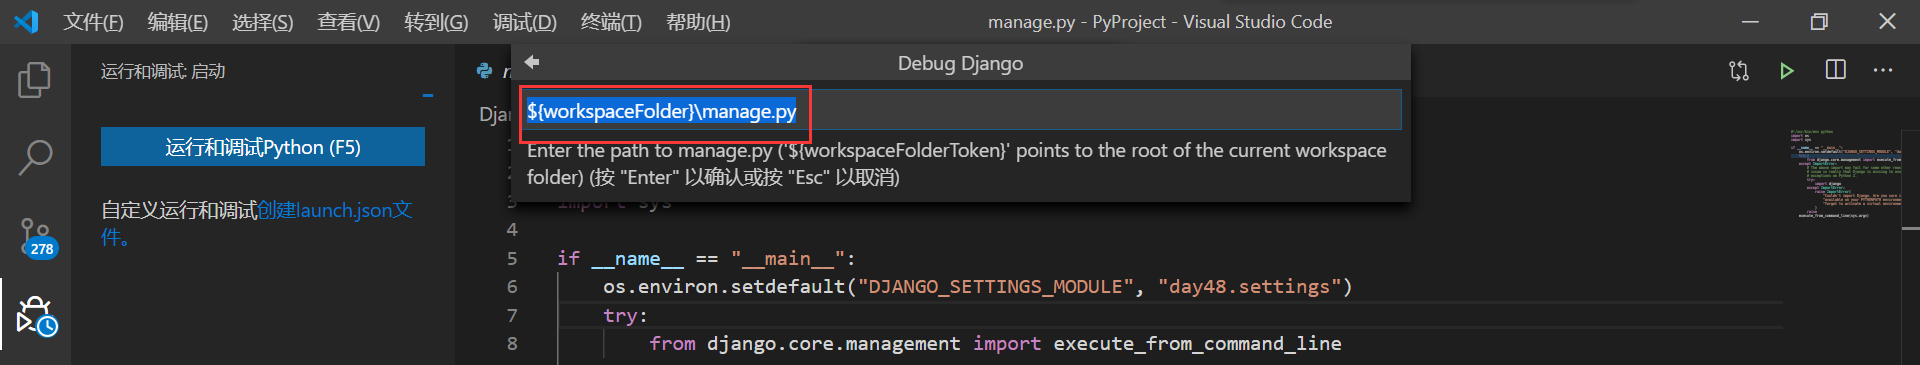 文件(F) 编辑(E) 选择(S) 查看(V) 转到(G) 调试(D) 终端(T) 帮助(H) manage.py - PyProject - Visual Studio Code
运行和调试: 启动
Debug Django
${workspaceFolder}\manage.py
Enter the path to manage.py ('${workspaceFolderToken}' points to the root of the current workspace
folder) (按 "Enter" 以确认或按 "Esc" 以取消)
运行和调试Python (F5)
自定义运行和调试创建launch.json文
件。
278
3 import sys
4
5 if __name__ == "__main__":
6 os.environ.setdefault("DJANGO_SETTINGS_MODULE", "day48.settings")
7 try:
8 from django.core.management import execute_from_command_line